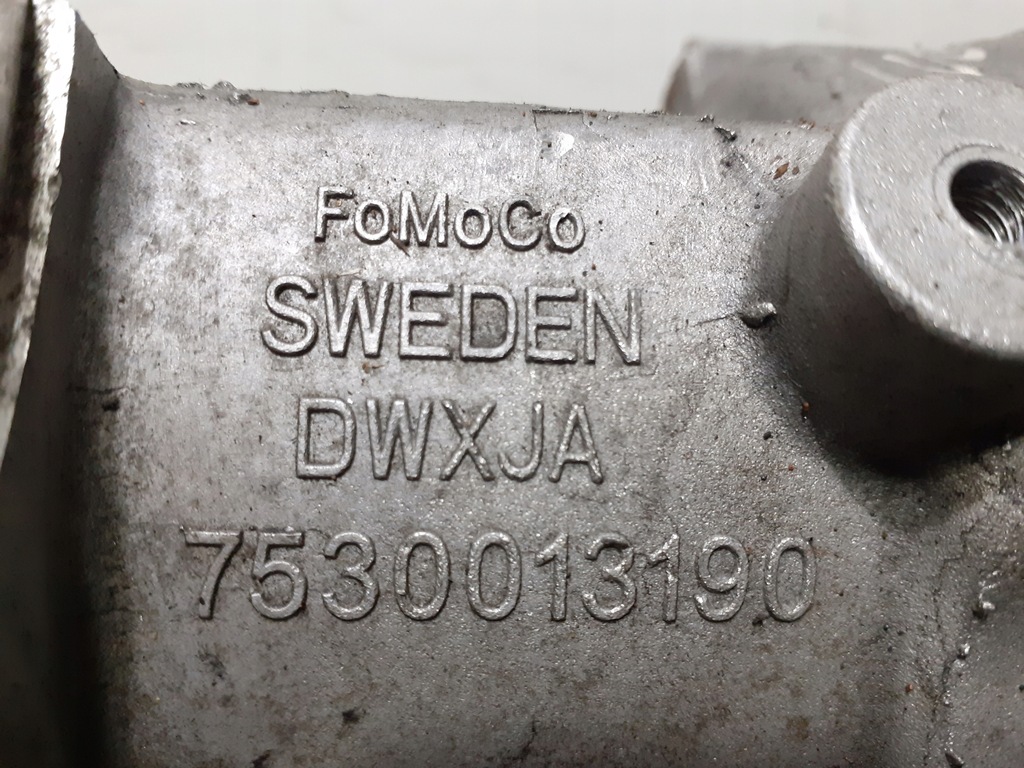 FoMoCo
SWEDEN
DWXJA
7530013190